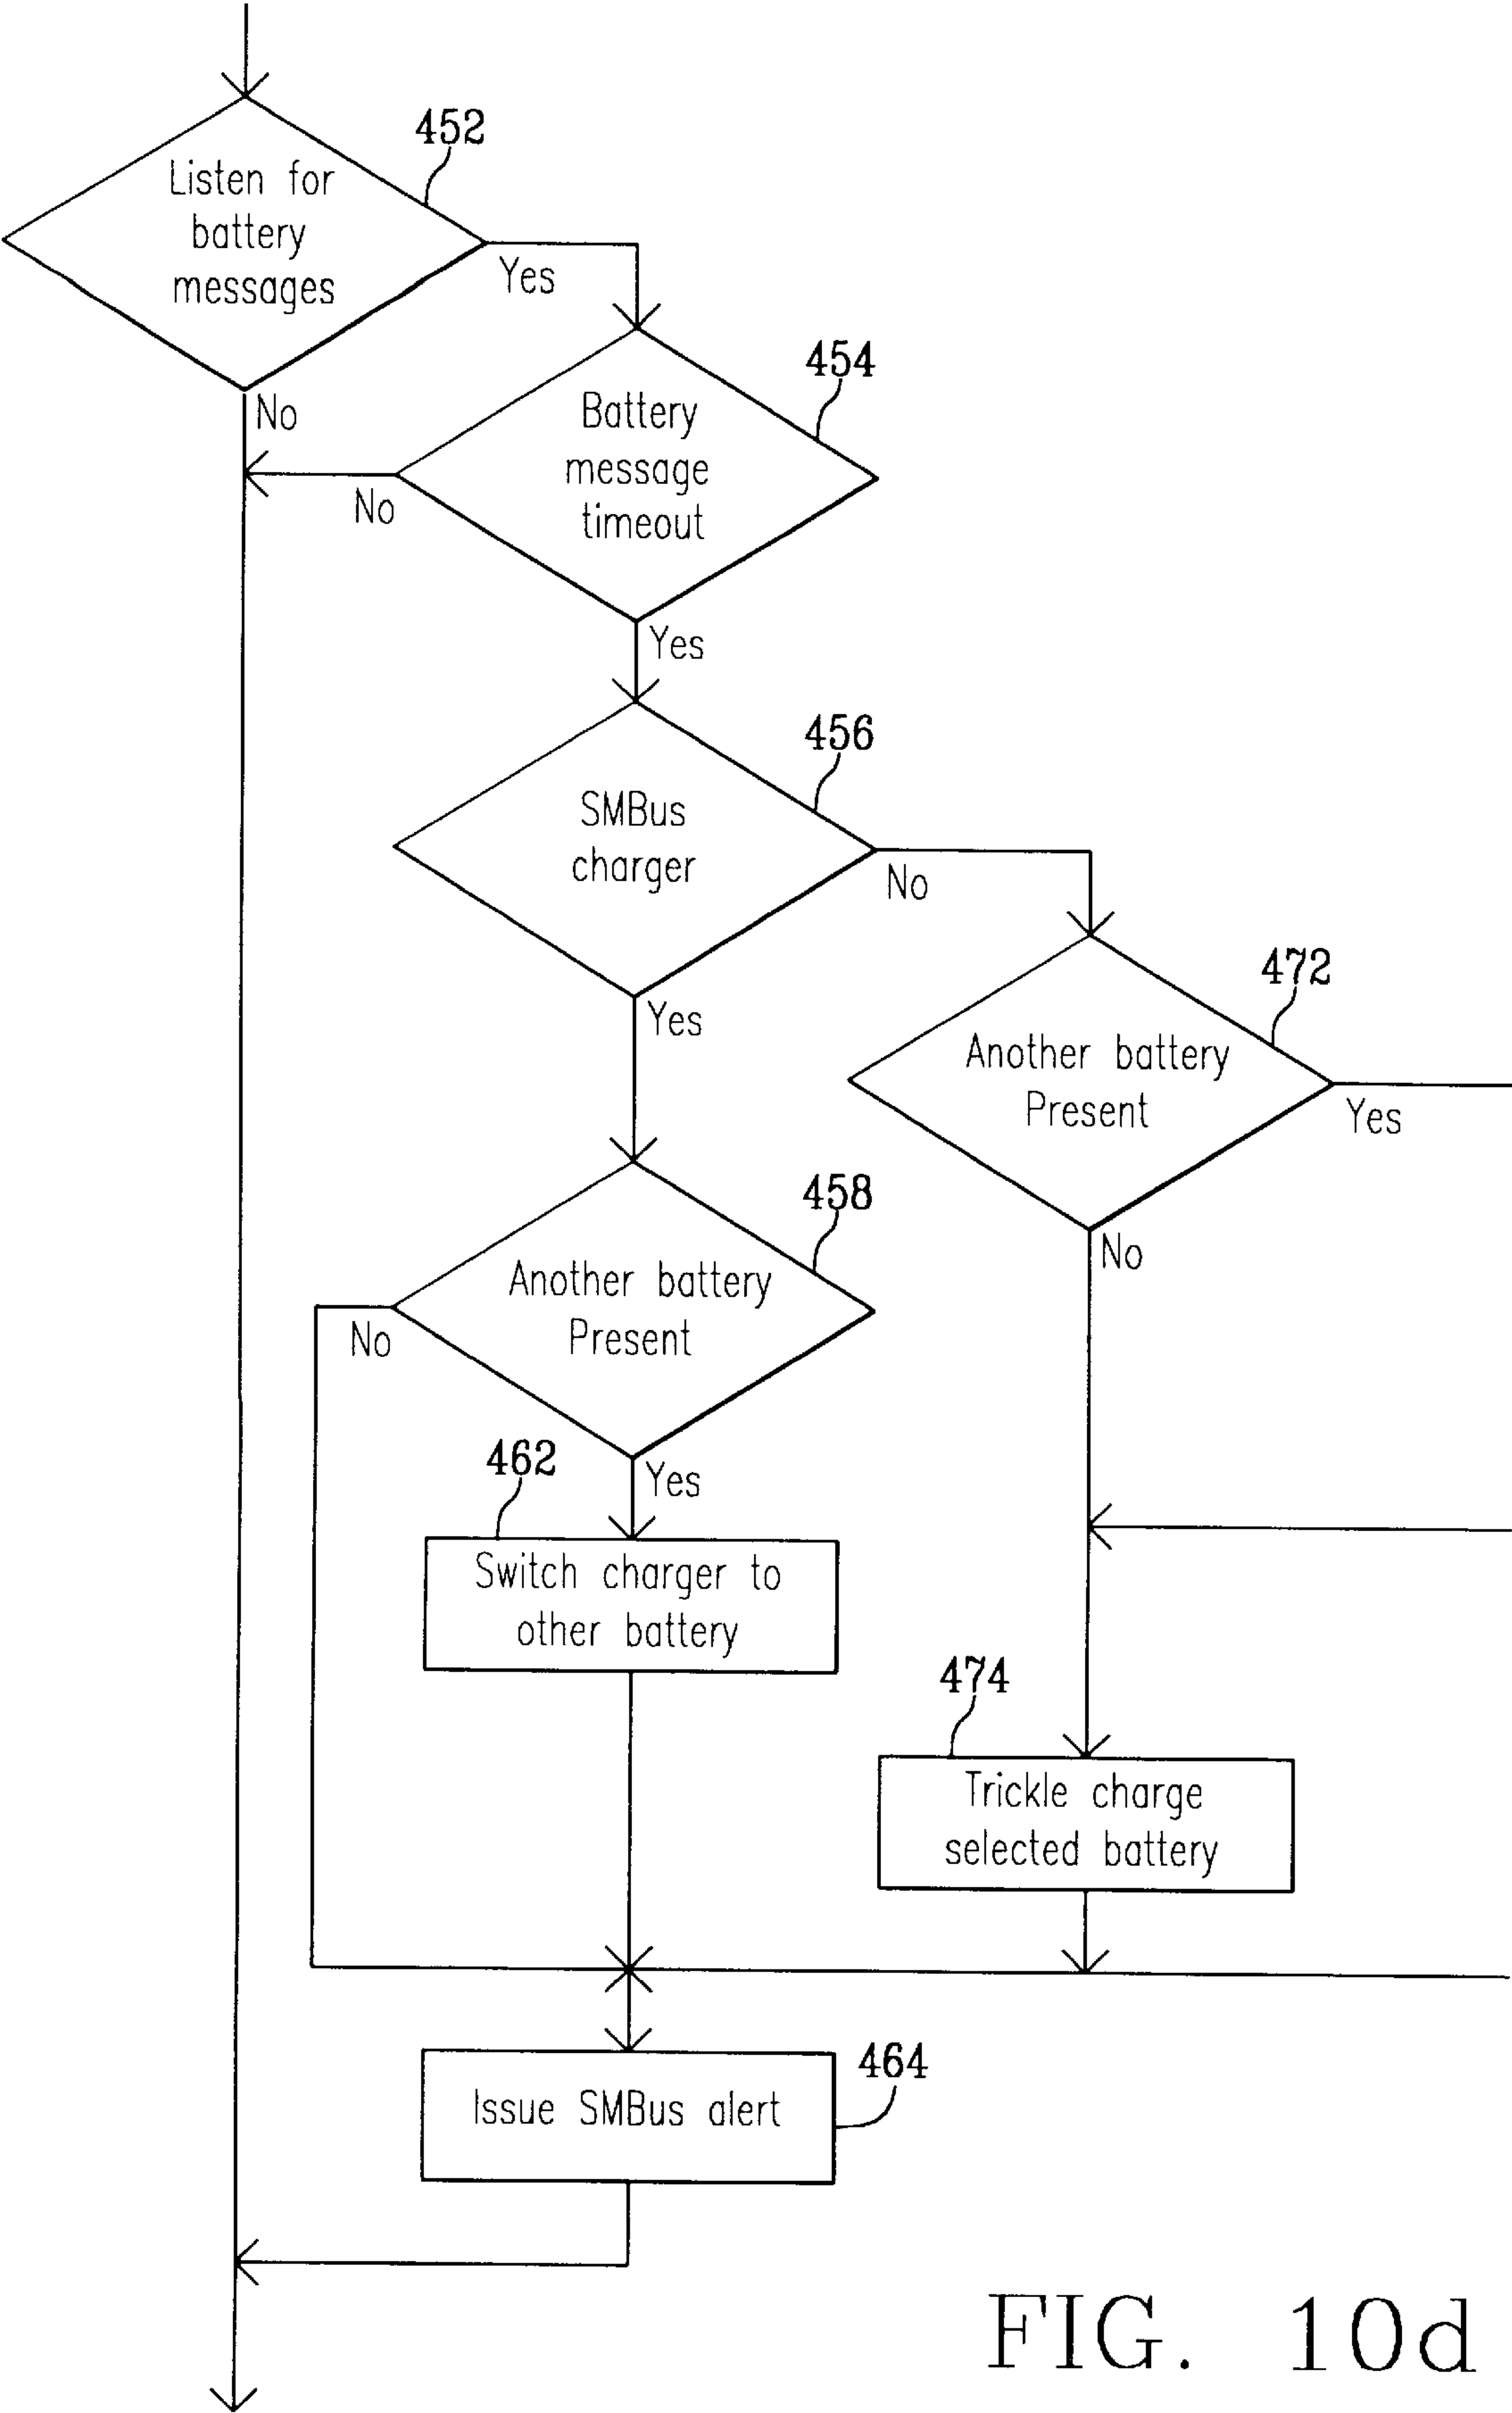 452
Listen for
battery
messages
Yes
No
454
Battery
message
timeout
No
Yes
456
SMBus
charger
No
Yes
472
Another battery
Present
Yes
No
458
Another battery
Present
No
Yes
462
Switch charger to
other battery
474
Trickle charge
selected battery
464
Issue SMBus alert
FIG. 10d